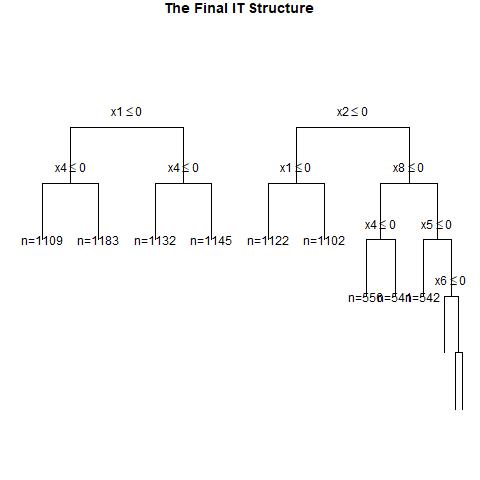 The Final IT Structure
x1 ≤ 0
x2 ≤ 0
x4 ≤ 0
x4 ≤ 0
x1 ≤ 0
x8 ≤ 0
x4 ≤ 0
x5 ≤ 0
n=1109
n=1183
n=1132
n=1145
n=1122
n=1102
x6 ≤ 0
n=556
n=541
n=542